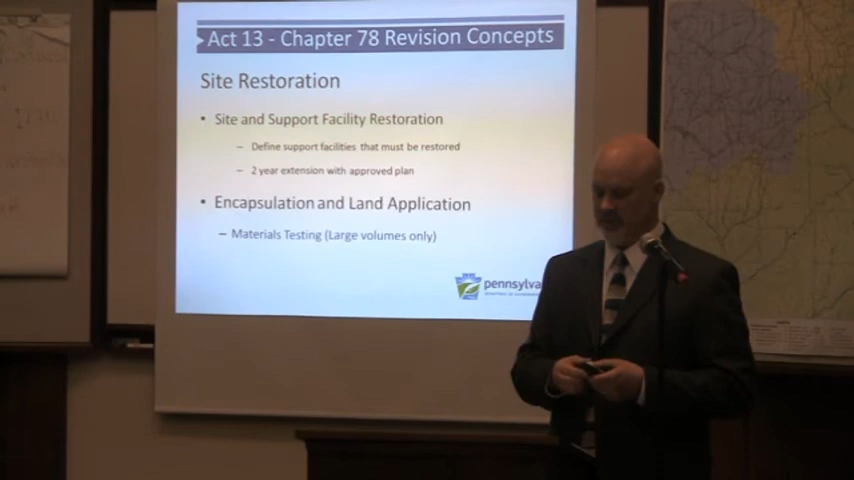 Act 13 - Chapter 78 Revision Concepts
Site Restoration
• Site and Support Facility Restoration
– Define support facilities that must be restored
– 2 year extension with approved plan
• Encapsulation and Land Application
– Materials Testing (Large volumes only)
pennsylva